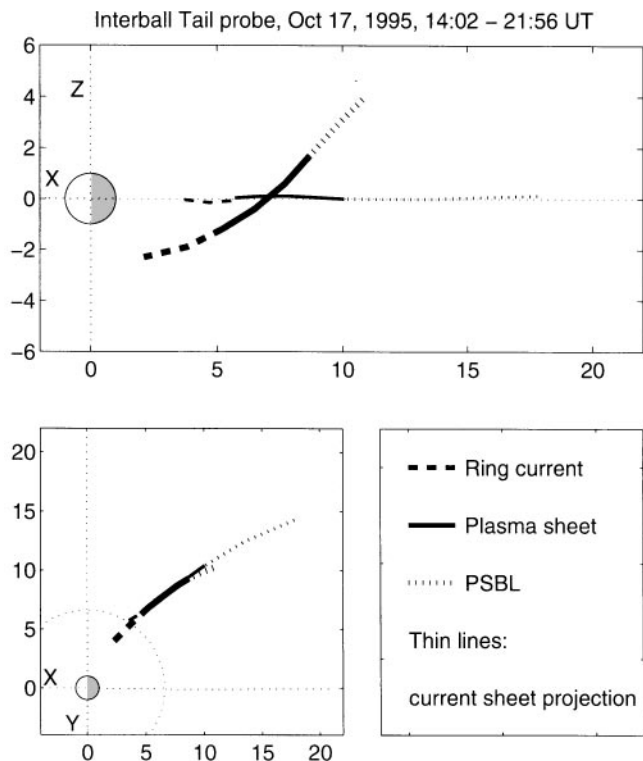 Interball Tail probe, Oct 17, 1995, 14:02 – 21:56 UT
6
4
2
0
−2
−4
−6
Z
X
0
5
10
15
20
20
15
10
5
0
X
Y
0
5
10
15
20
Ring current
Plasma sheet
PSBL
Thin lines:
current sheet projection